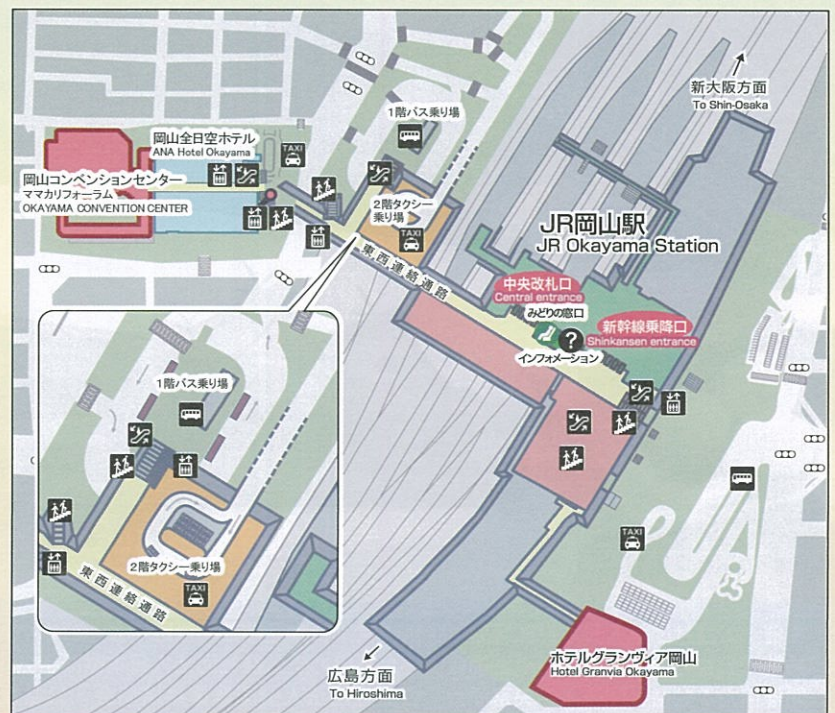 新大阪方面
To Shin-Osaka
1階バス乗り場
岡山全日空ホテル
ANA Hotel Okayama
TAXI
岡山コンベンションセンター
ママカリフォーラム
OKAYAMA CONVENTION CENTER
2階タクシー
乗り場
TAXI
JR岡山駅
JR Okayama Station
東西連絡通路
中央改札口
Central entrance
みどりの窓口
新幹線乗降口
Shinkansen entrance
?
インフォメーション
1階バス乗り場
TAXI
2階タクシー乗り場
TAXI
東西連絡通路
ホテルグランヴィア岡山
Hotel Granvia Okayama
広島方面
To Hiroshima